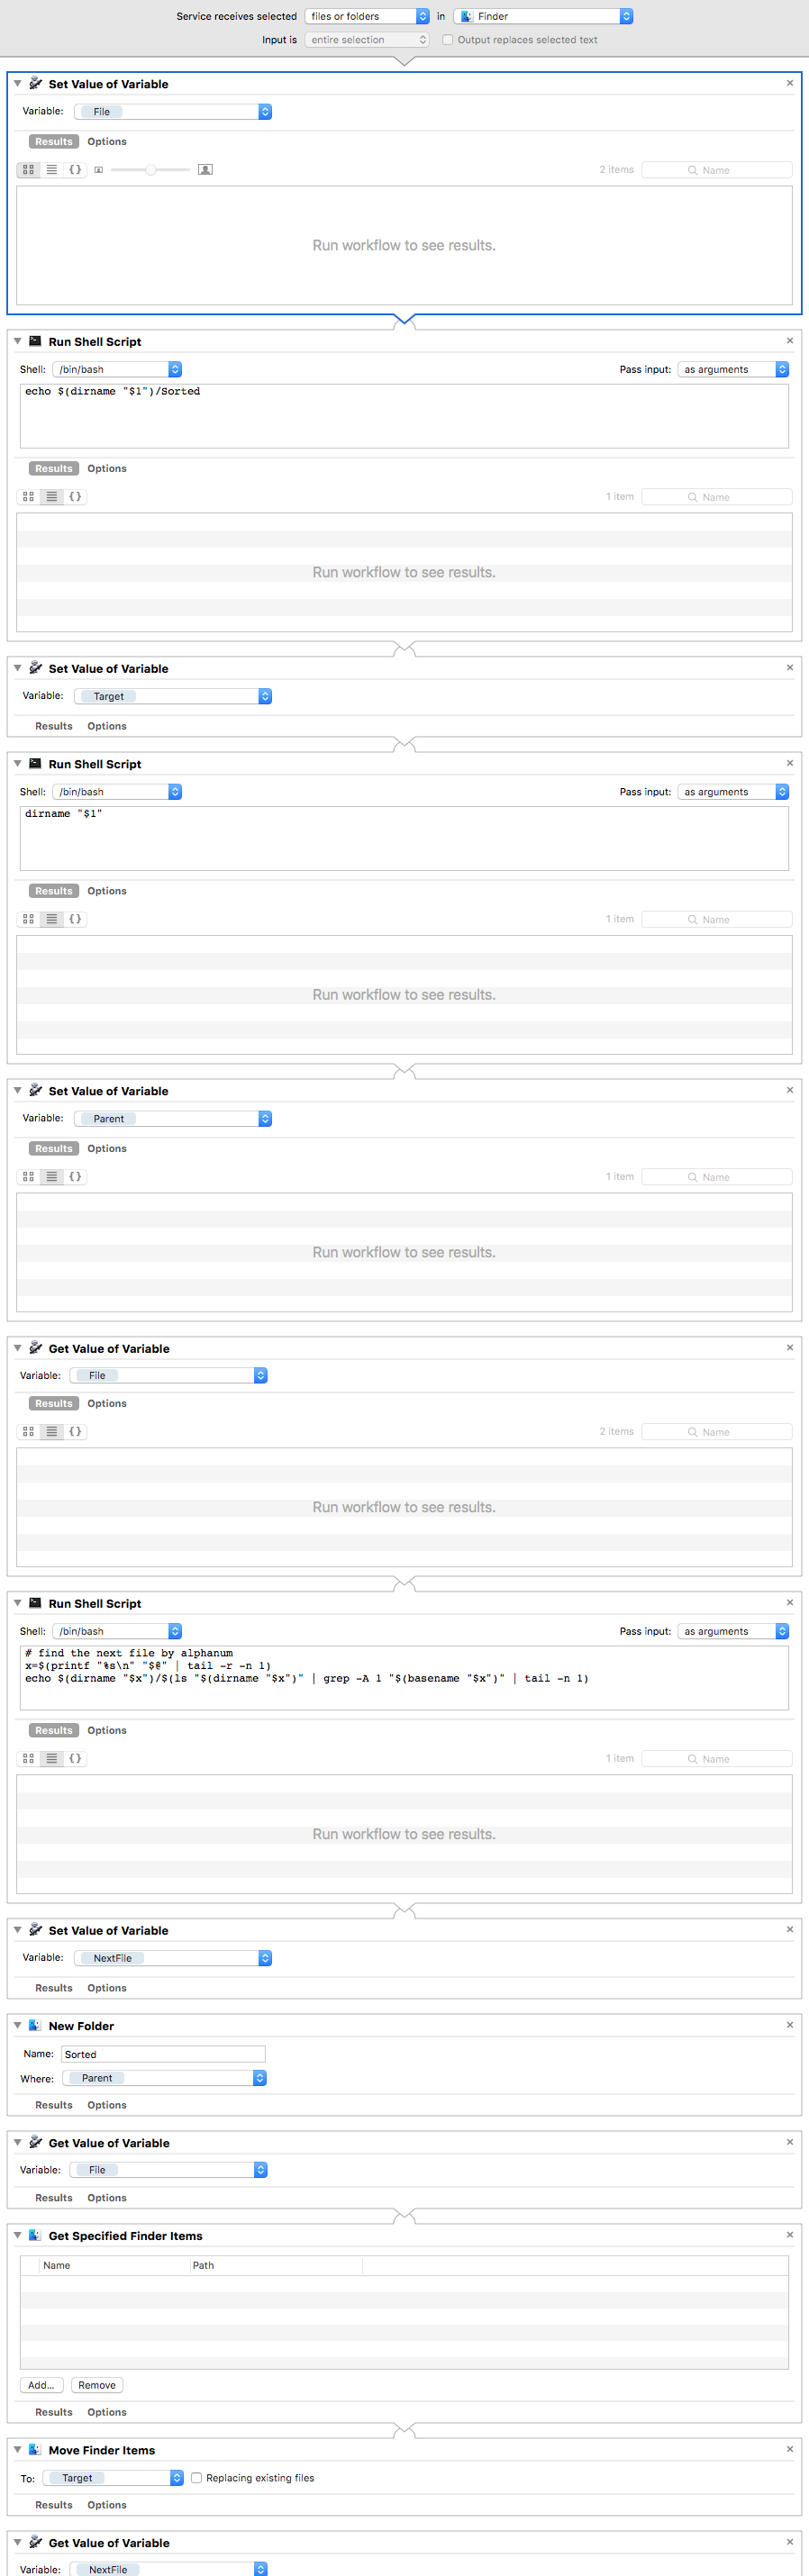 Service receives selected files or folders in Finder
Input is entire selection Output replaces selected text
Set Value of Variable
Variable: File
Results Options
2 items Name
Run workflow to see results.
Run Shell Script
Shell: /bin/bash Pass input: as arguments
echo $(dirname "$1")/Sorted
Results Options
1 item Name
Run workflow to see results.
Set Value of Variable
Variable: Target
Results Options
Run Shell Script
Shell: /bin/bash Pass input: as arguments
dirname "$1"
Results Options
1 item Name
Run workflow to see results.
Set Value of Variable
Variable: Parent
Results Options
1 item Name
Run workflow to see results.
Get Value of Variable
Variable: File
Results Options
2 items Name
Run workflow to see results.
Run Shell Script
Shell: /bin/bash Pass input: as arguments
# find the next file by alphanum
x=$(printf "%s\n" "$@" | tail -r -n 1)
echo $(dirname "$x")/$(ls "$(dirname "$x")" | grep -A 1 "$(basename "$x")" | tail -n 1)
Results Options
1 item Name
Run workflow to see results.
Set Value of Variable
Variable: NextFile
Results Options
New Folder
Name: Sorted
Where: Parent
Results Options
Get Value of Variable
Variable: File
Results Options
Get Specified Finder Items
Name Path
Add... Remove
Results Options
Move Finder Items
To: Target Replacing existing files
Results Options
Get Value of Variable
Variable: NextFile